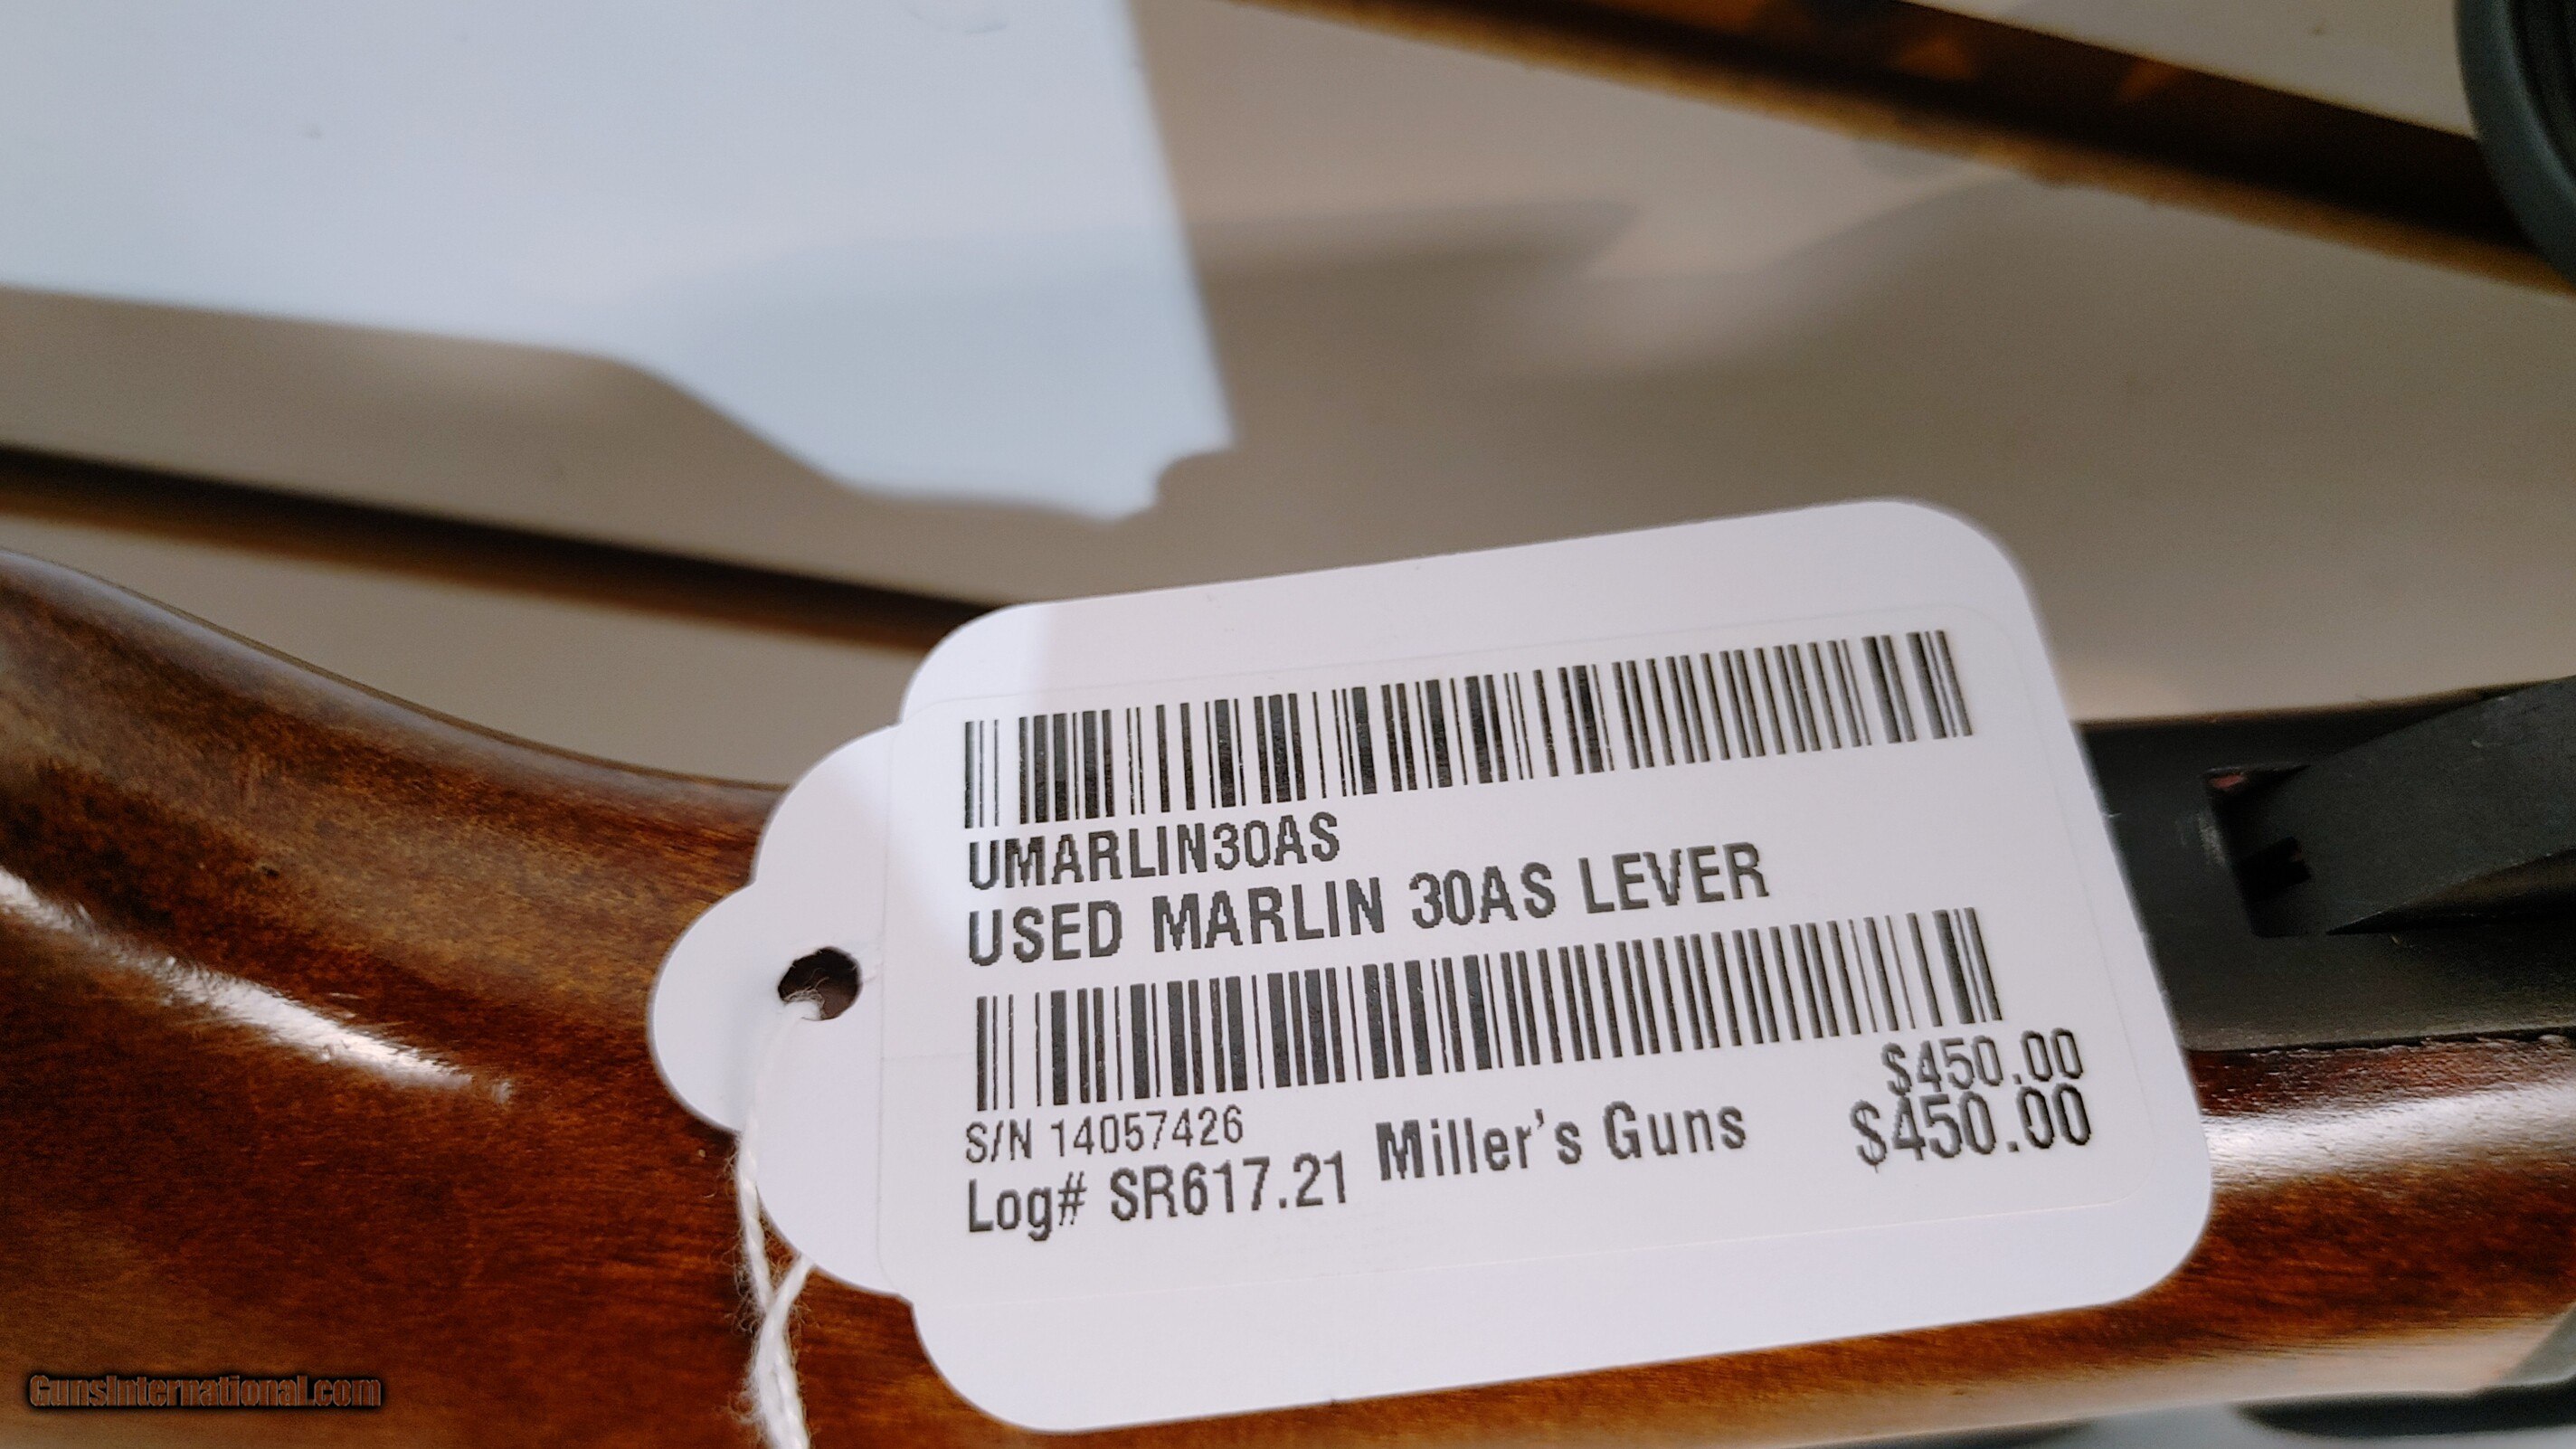 UMARLIN30AS
USED MARLIN 30AS LEVER
$450.00
S/N 14057426
Miller's Guns
$450.00
Log# SR617.21
GunsInternational.com